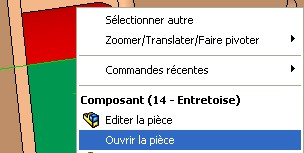 Sélectionner autre
Zoomer/Translater/Faire pivoter
Commandes récentes
Composant (14 - Entretoise)
Editer la pièce
Ouvrir la pièce